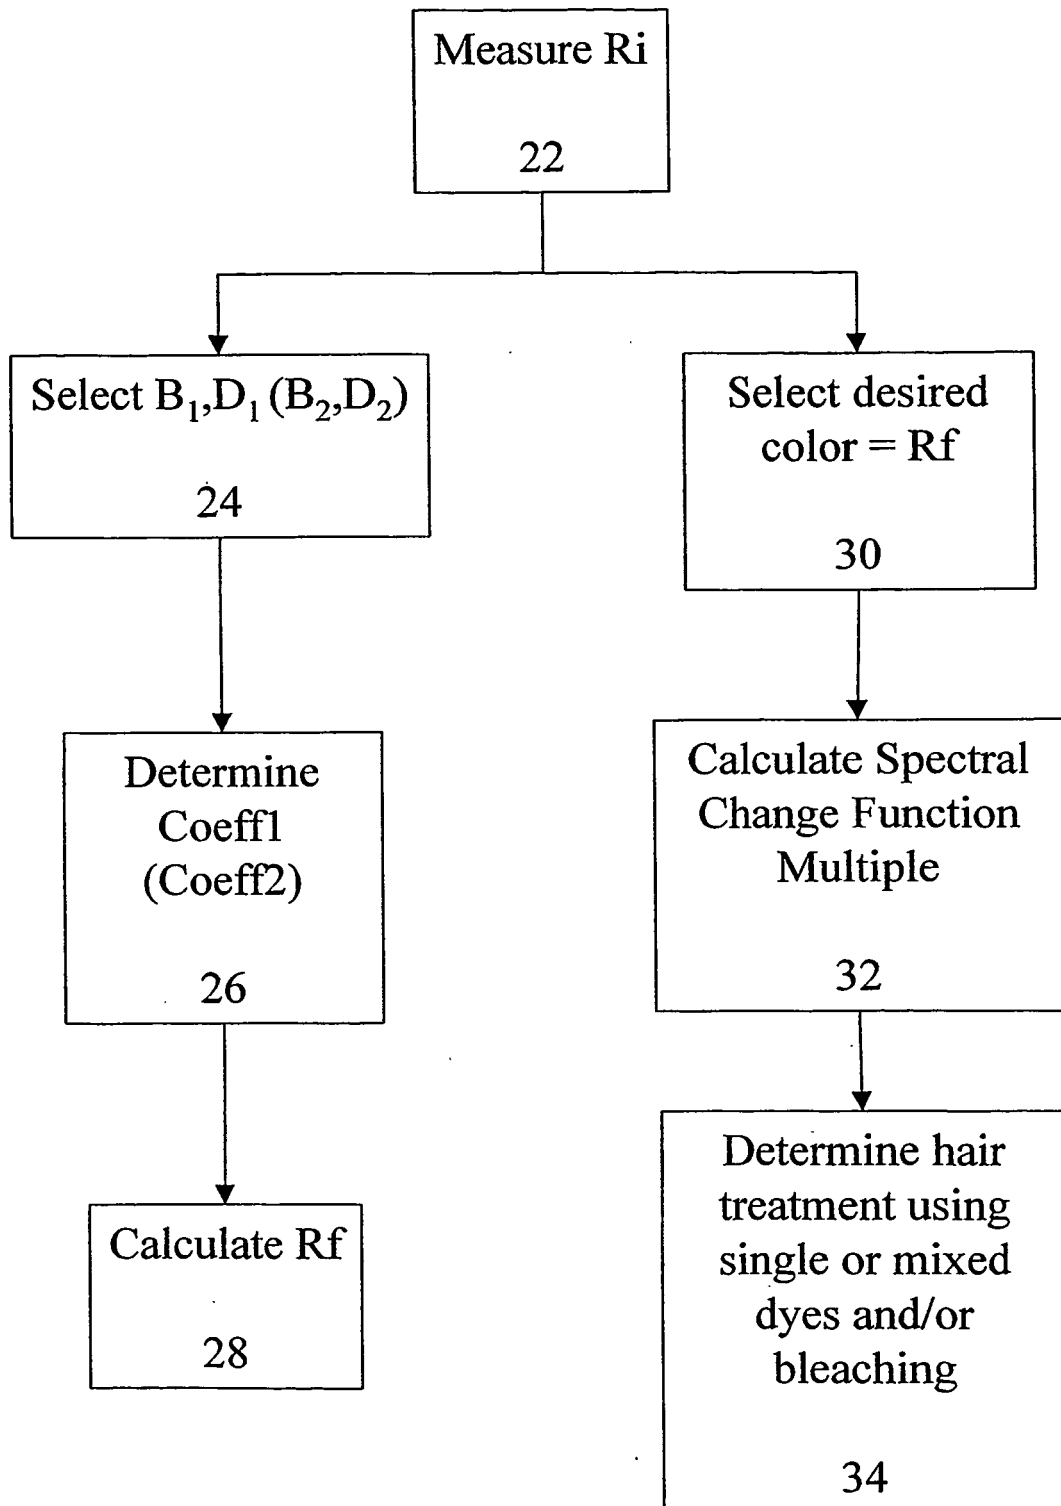 Measure Ri
22
Select B₁,D₁ (B₂,D₂)
24
Determine
Coeff1
(Coeff2)
26
Calculate Rf
28
Select desired
color = Rf
30
Calculate Spectral
Change Function
Multiple
32
Determine hair
treatment using
single or mixed
dyes and/or
bleaching
34